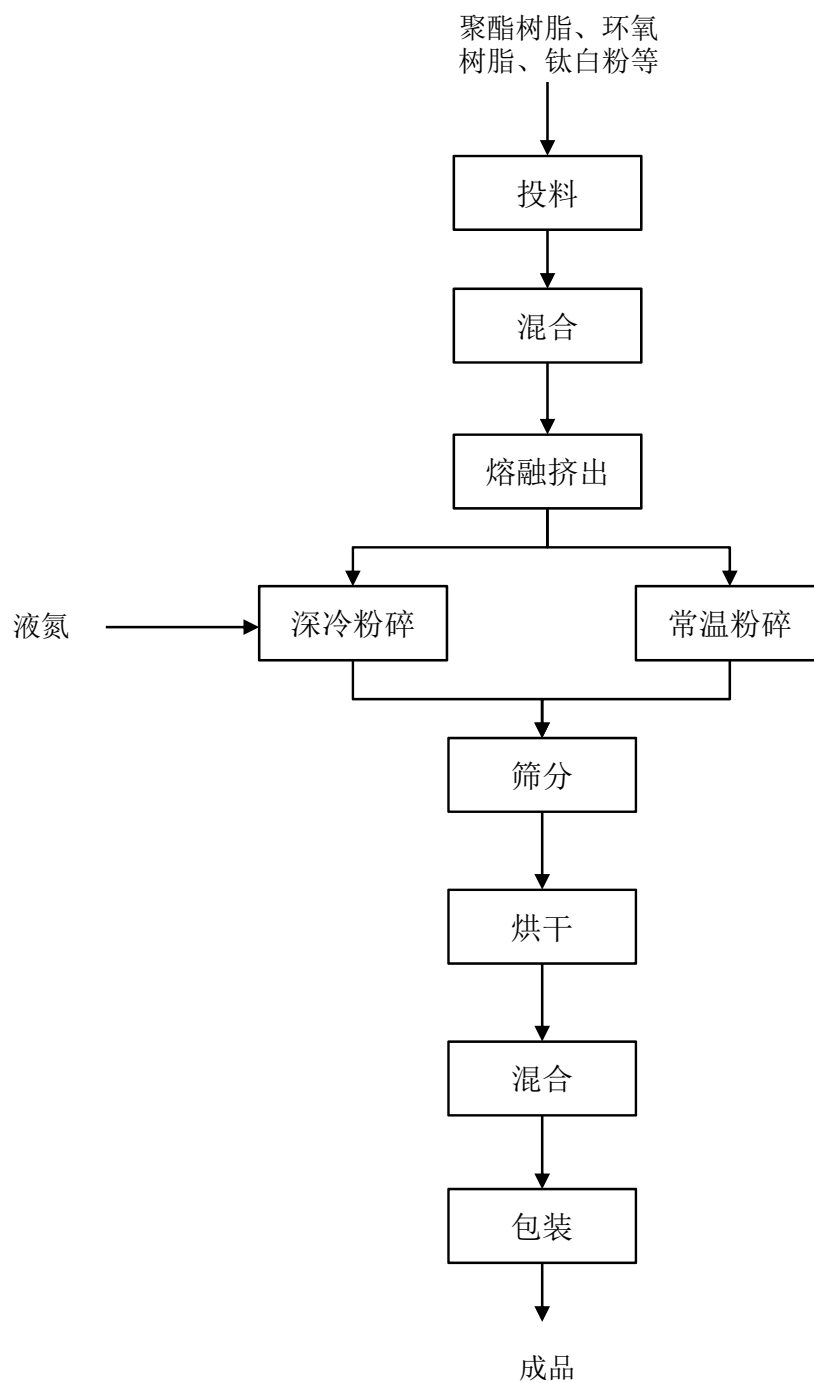 聚酯树脂、环氧
树脂、钛白粉等
投料
混合
熔融挤出
液氮
深冷粉碎
常温粉碎
筛分
烘干
混合
包装
成品